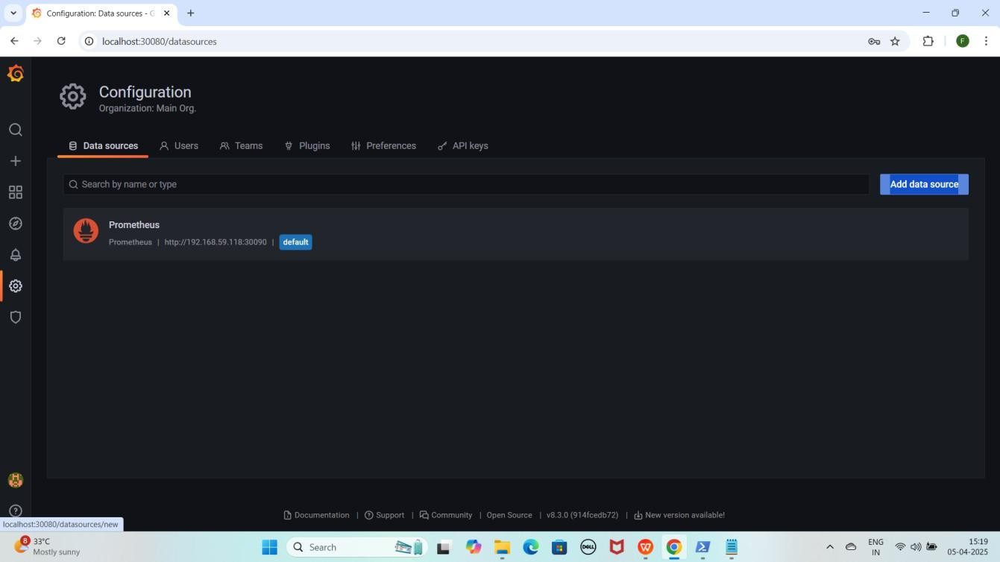 Configuration: Data sources - G
localhost:30080/datasources
F
Configuration
Organization: Main Org.
Data sources
Users
Teams
Plugins
Preferences
API keys
Search by name or type
Add data source
Prometheus
Prometheus | http://192.168.59.118:30090 | default
Documentation | Support | Community | Open Source | v8.3.0 (914fcedb72) | New version available!
localhost:30080/datasources/new
8
33°C
Mostly sunny
Search
DELL
W
ENG
IN
15:19
05-04-2025